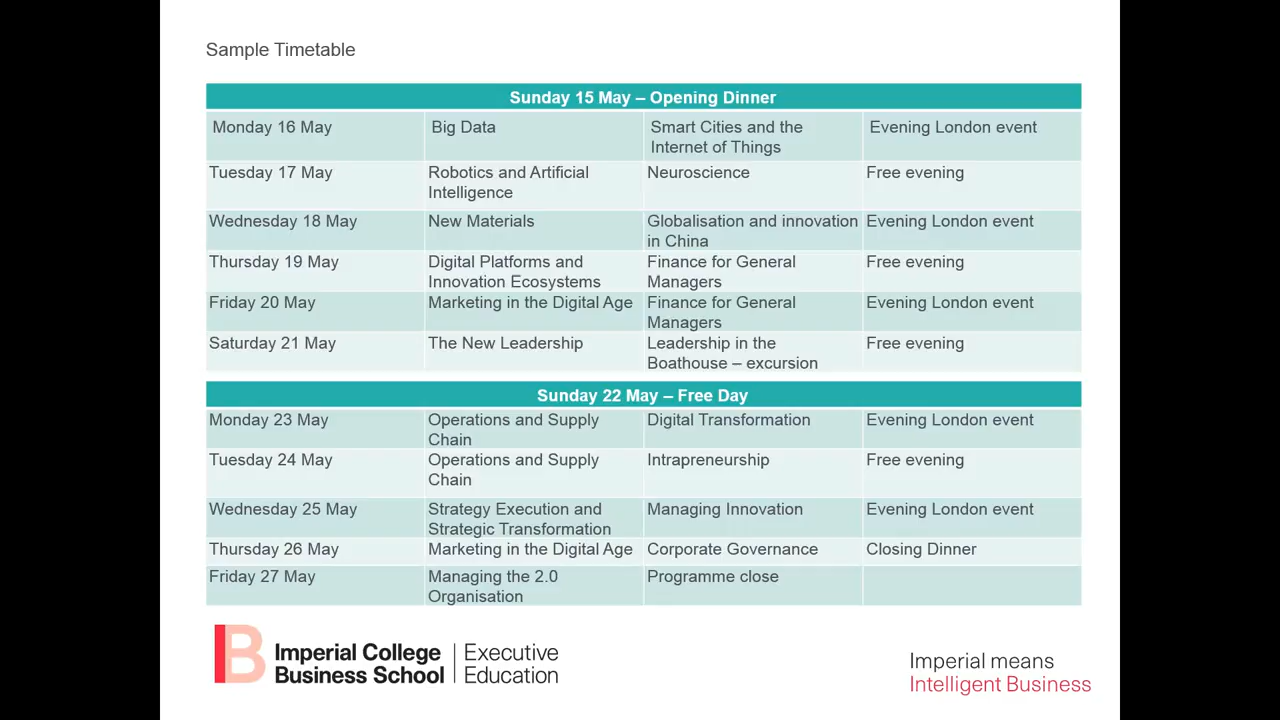 Sample Timetable
Sunday 15 May – Opening Dinner
Monday 16 May
Big Data
Smart Cities and the
Internet of Things
Evening London event
Tuesday 17 May
Robotics and Artificial
Intelligence
Neuroscience
Free evening
Wednesday 18 May
New Materials
Globalisation and innovation
in China
Evening London event
Thursday 19 May
Digital Platforms and
Innovation Ecosystems
Finance for General
Managers
Free evening
Friday 20 May
Marketing in the Digital Age
Finance for General
Managers
Evening London event
Saturday 21 May
The New Leadership
Leadership in the
Boathouse – excursion
Free evening
Sunday 22 May – Free Day
Monday 23 May
Operations and Supply
Chain
Digital Transformation
Evening London event
Tuesday 24 May
Operations and Supply
Chain
Intrapreneurship
Free evening
Wednesday 25 May
Strategy Execution and
Strategic Transformation
Managing Innovation
Evening London event
Thursday 26 May
Marketing in the Digital Age
Corporate Governance
Closing Dinner
Friday 27 May
Managing the 2.0
Organisation
Programme close
B
Imperial College
Business School
Executive
Education
Imperial means
Intelligent Business